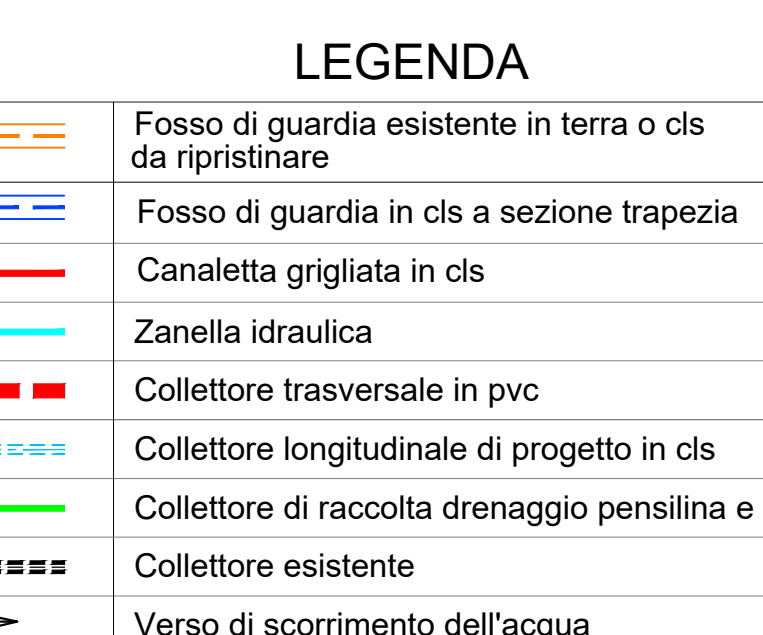 LEGENDA
Fosso di guardia esistente in terra o cls
da ripristinare
Fosso di guardia in cls a sezione trapezia
Canaletta grigliata in cls
Zanella idraulica
Collettore trasversale in pvc
Collettore longitudinale di progetto in cls
Collettore di raccolta drenaggio pensilina e
Collettore esistente
Verso di scorrimento dell'acqua